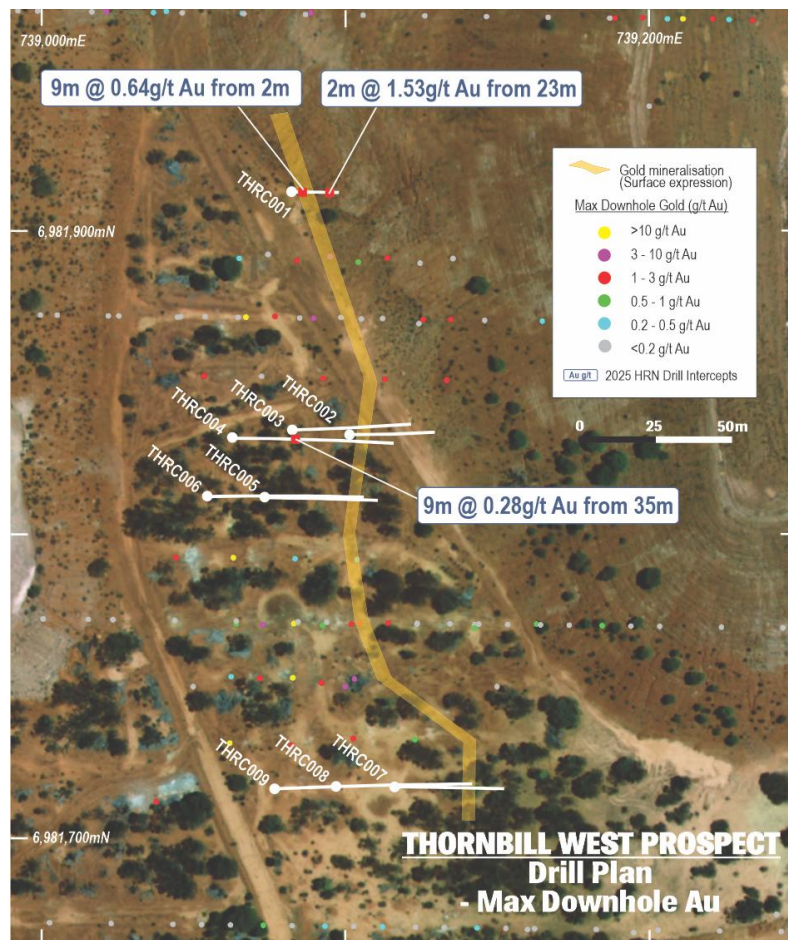 739,000mE
739,200mE
9m @ 0.64g/t Au from 2m
2m @ 1.53g/t Au from 23m
THRC001
6,981,900mN
Gold mineralisation
(Surface expression)
Max Downhole Gold (g/t Au)
>10 g/t Au
3 - 10 g/t Au
1 - 3 g/t Au
0.5 - 1 g/t Au
0.2 - 0.5 g/t Au
<0.2 g/t Au
Au g/t 2025 HRN Drill Intercepts
0 25 50m
THRC004
THRC003
THRC002
THRC006
THRC005
9m @ 0.28g/t Au from 35m
THRC009
THRC008
THRC007
6,981,700mN
THORNBILL WEST PROSPECT
Drill Plan
- Max Downhole Au